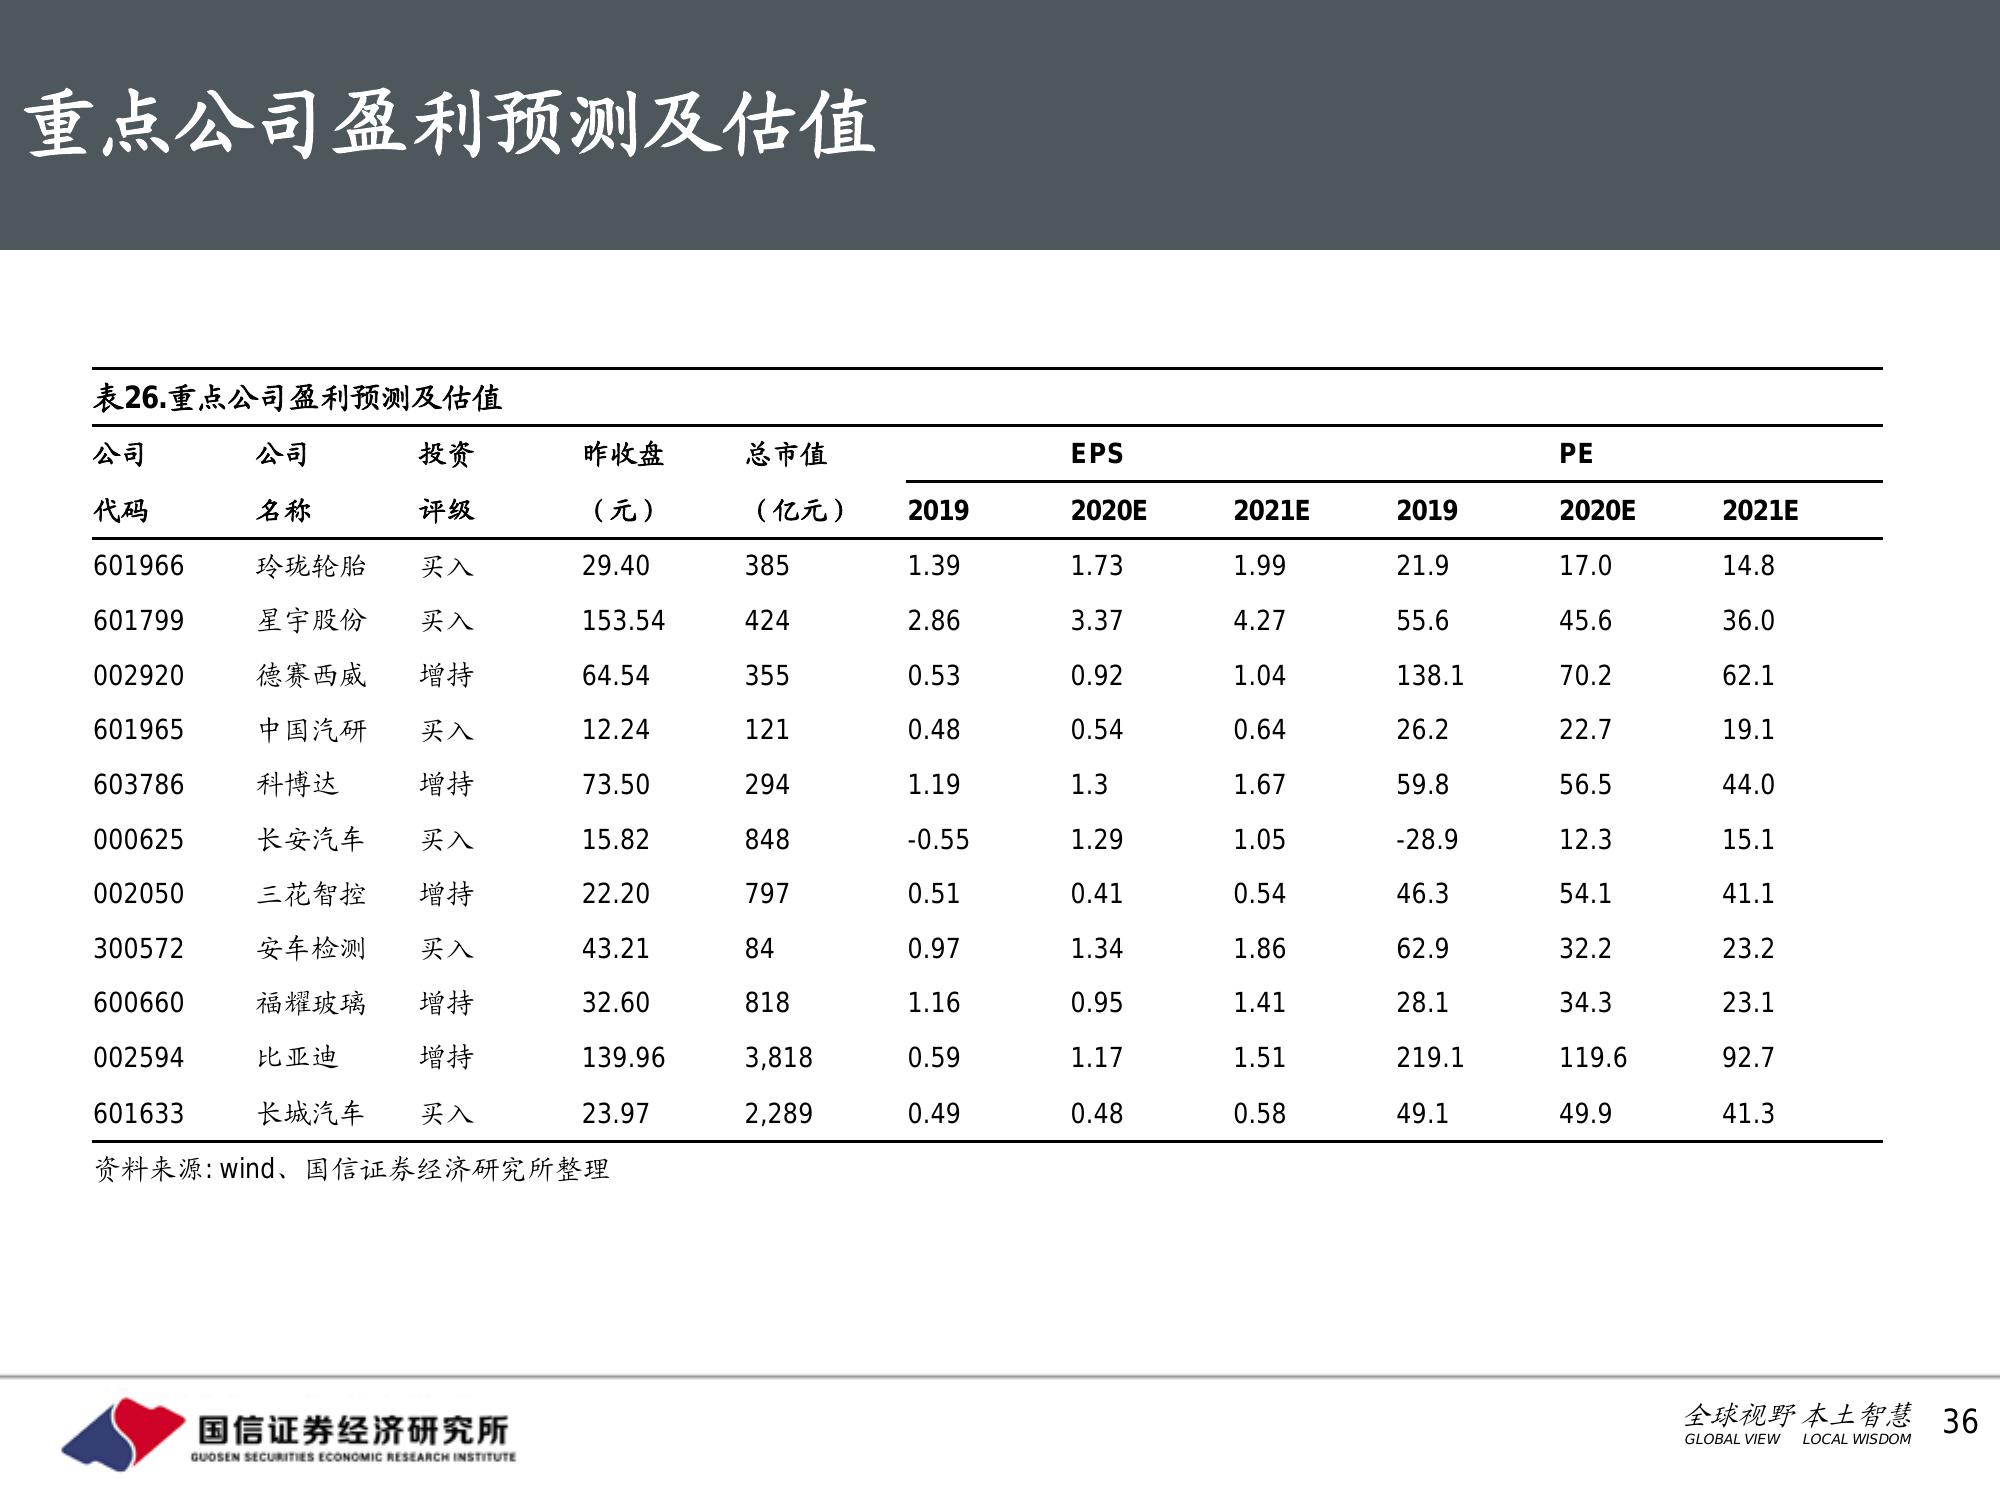 重点公司盈利预测及估值
表26.重点公司盈利预测及估值
公司 公司 投资 昨收盘 总市值 EPS PE
代码 名称 评级 （元） （亿元） 2019 2020E 2021E 2019 2020E 2021E
601966 玲珑轮胎 买入 29.40 385 1.39 1.73 1.99 21.9 17.0 14.8
601799 星宇股份 买入 153.54 424 2.86 3.37 4.27 55.6 45.6 36.0
002920 德赛西威 增持 64.54 355 0.53 0.92 1.04 138.1 70.2 62.1
601965 中国汽研 买入 12.24 121 0.48 0.54 0.64 26.2 22.7 19.1
603786 科博达 增持 73.50 294 1.19 1.3 1.67 59.8 56.5 44.0
000625 长安汽车 买入 15.82 848 -0.55 1.29 1.05 -28.9 12.3 15.1
002050 三花智控 增持 22.20 797 0.51 0.41 0.54 46.3 54.1 41.1
300572 安车检测 买入 43.21 84 0.97 1.34 1.86 62.9 32.2 23.2
600660 福耀玻璃 增持 32.60 818 1.16 0.95 1.41 28.1 34.3 23.1
002594 比亚迪 增持 139.96 3,818 0.59 1.17 1.51 219.1 119.6 92.7
601633 长城汽车 买入 23.97 2,289 0.49 0.48 0.58 49.1 49.9 41.3
资料来源: wind、国信证券经济研究所整理
国信证券经济研究所
GUOSEN SECURITIES ECONOMIC RESEARCH INSTITUTE
全球视野 本土智慧
GLOBAL VIEW LOCAL WISDOM
36